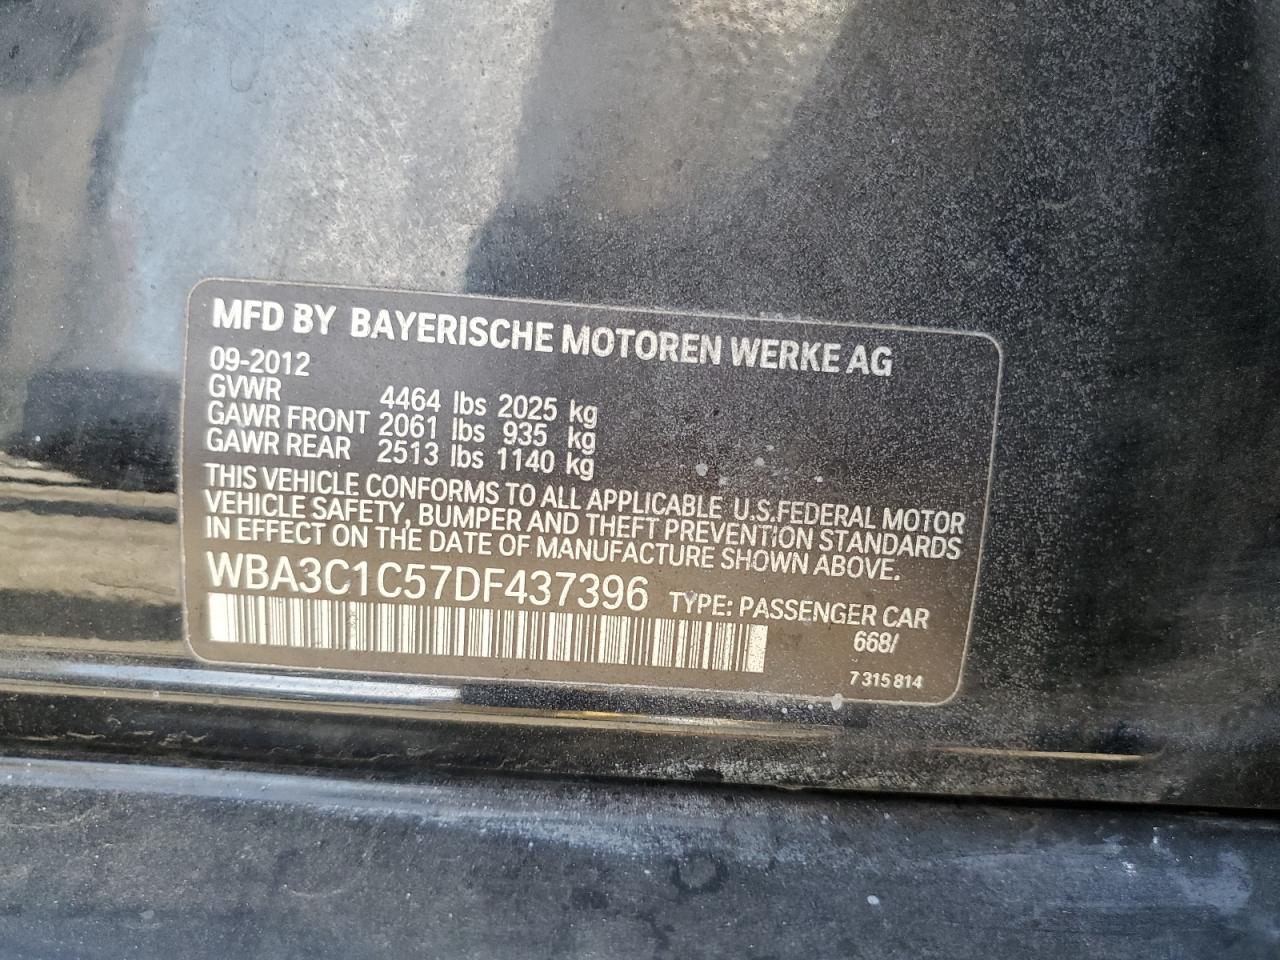 MFD BY BAYERISCHE MOTOREN WERKE AG
09-2012
GVWR 4464 lbs 2025 kg
GAWR FRONT 2061 lbs 935 kg
GAWR REAR 2513 lbs 1140 kg
THIS VEHICLE CONFORMS TO ALL APPLICABLE U.S.FEDERAL MOTOR
VEHICLE SAFETY, BUMPER AND THEFT PREVENTION STANDARDS
IN EFFECT ON THE DATE OF MANUFACTURE SHOWN ABOVE.
WBA3C1C57DF437396 TYPE: PASSENGER CAR
668/
7 315 814